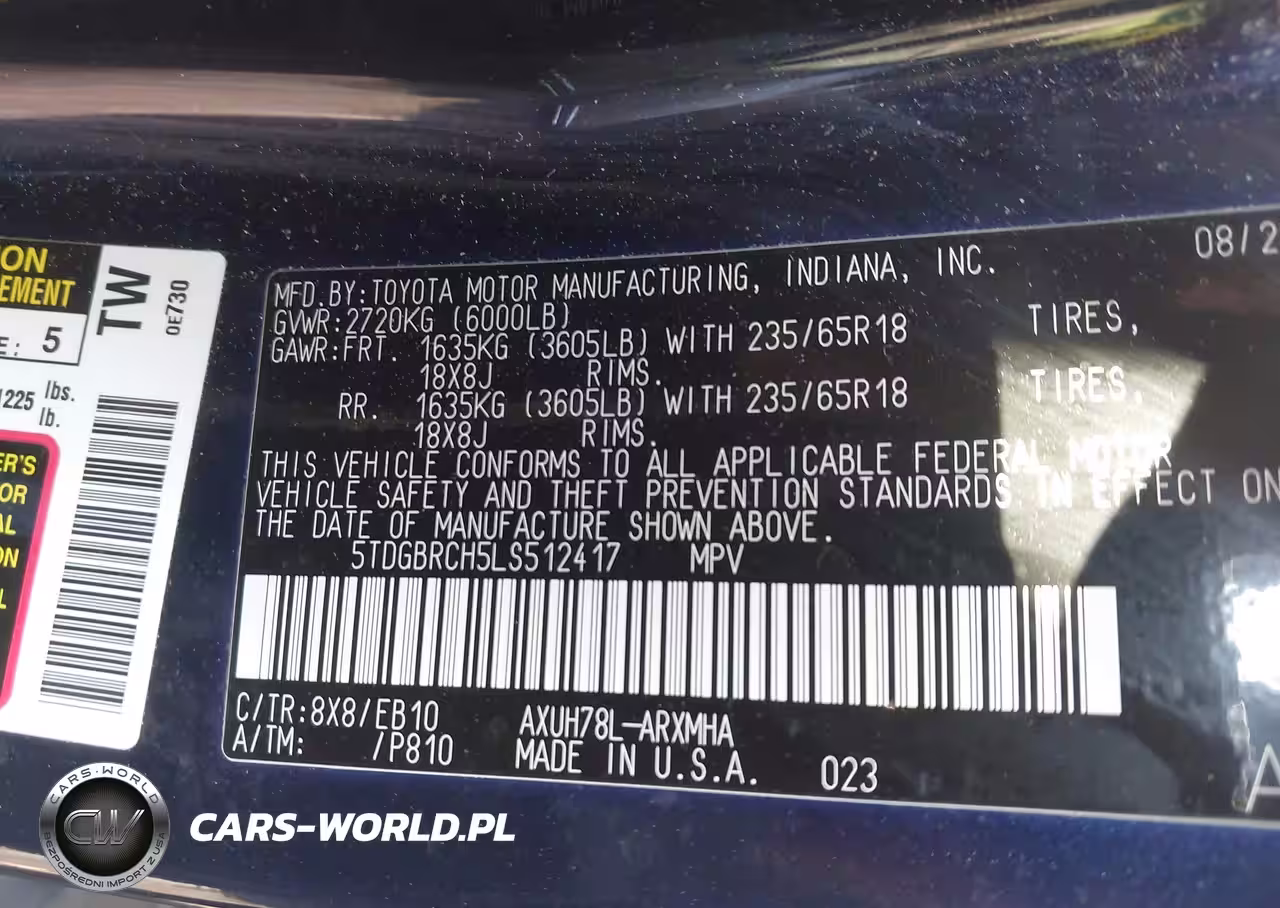 ON
EMENT
E: 5
1225 lbs.
lb.
ER'S
OR
AL
ON
L
TW
0E730
08/2
MFD.BY:TOYOTA MOTOR MANUFACTURING, INDIANA, INC.
GVWR:2720KG (6000LB)
GAWR:FRT. 1635KG (3605LB) WITH 235/65R18 TIRES,
18X8J RIMS.
RR. 1635KG (3605LB) WITH 235/65R18 TIRES,
18X8J RIMS.
THIS VEHICLE CONFORMS TO ALL APPLICABLE FEDERAL MOTOR
VEHICLE SAFETY AND THEFT PREVENTION STANDARDS IN EFFECT ON
THE DATE OF MANUFACTURE SHOWN ABOVE.
5TDGBRCH5LS512417 MPV
C/TR:8X8/EB10 AXUH78L-ARXMHA
A/TM: /P810 MADE IN U.S.A. 023
A
CARS-WORLD
CW
BEZPOŚREDNI IMPORT Z USA
CARS-WORLD.PL